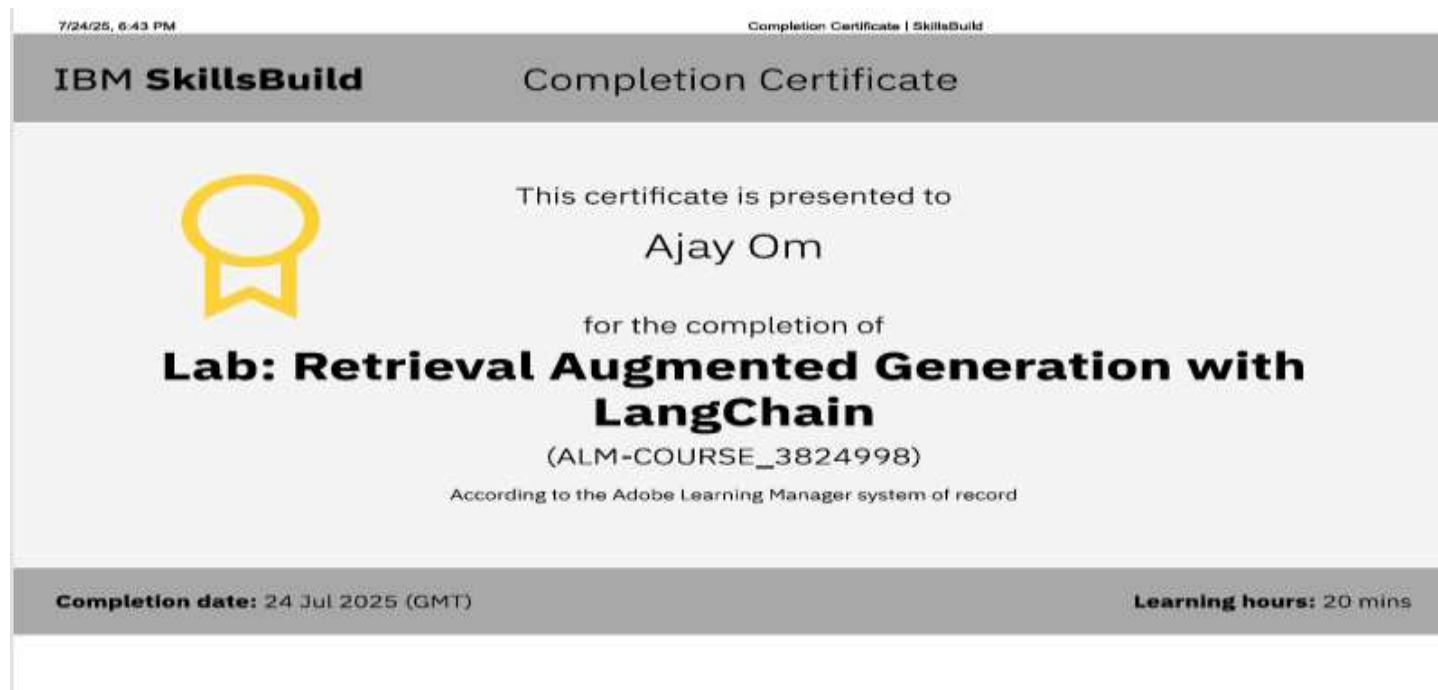 7/24/25, 6:43 PM
Completion Certificate | SkillsBuild
IBM SkillsBuild
Completion Certificate
This certificate is presented to
Ajay Om
for the completion of
Lab: Retrieval Augmented Generation with
LangChain
(ALM-COURSE_3824998)
According to the Adobe Learning Manager system of record
Completion date: 24 Jul 2025 (GMT)
Learning hours: 20 mins